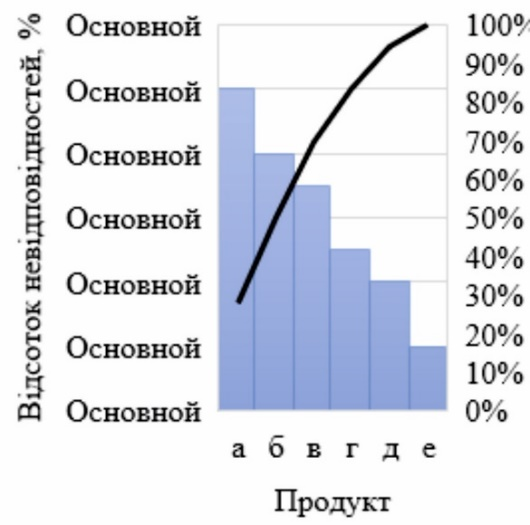 Відсоток невідповідностей, %
Основной
Основной
Основной
Основной
Основной
Основной
Основной
100%
90%
80%
70%
60%
50%
40%
30%
20%
10%
0%
а б в г д е
Продукт